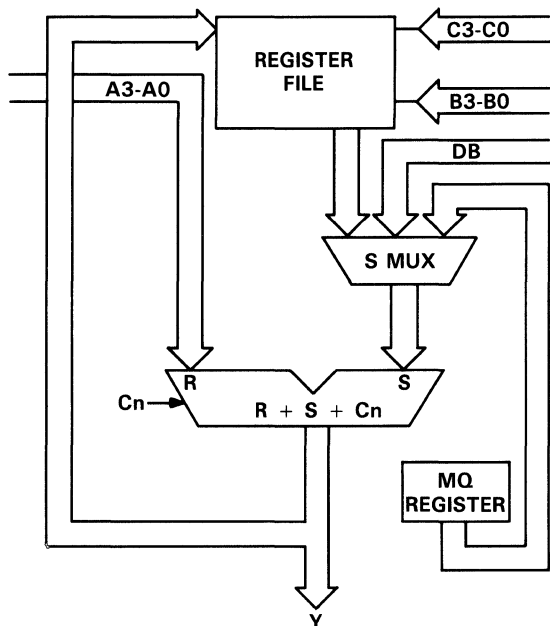 C3-C0
REGISTER
FILE
A3-A0
B3-B0
DB
S MUX
R
S
Cn
R + S + Cn
MQ
REGISTER
Y